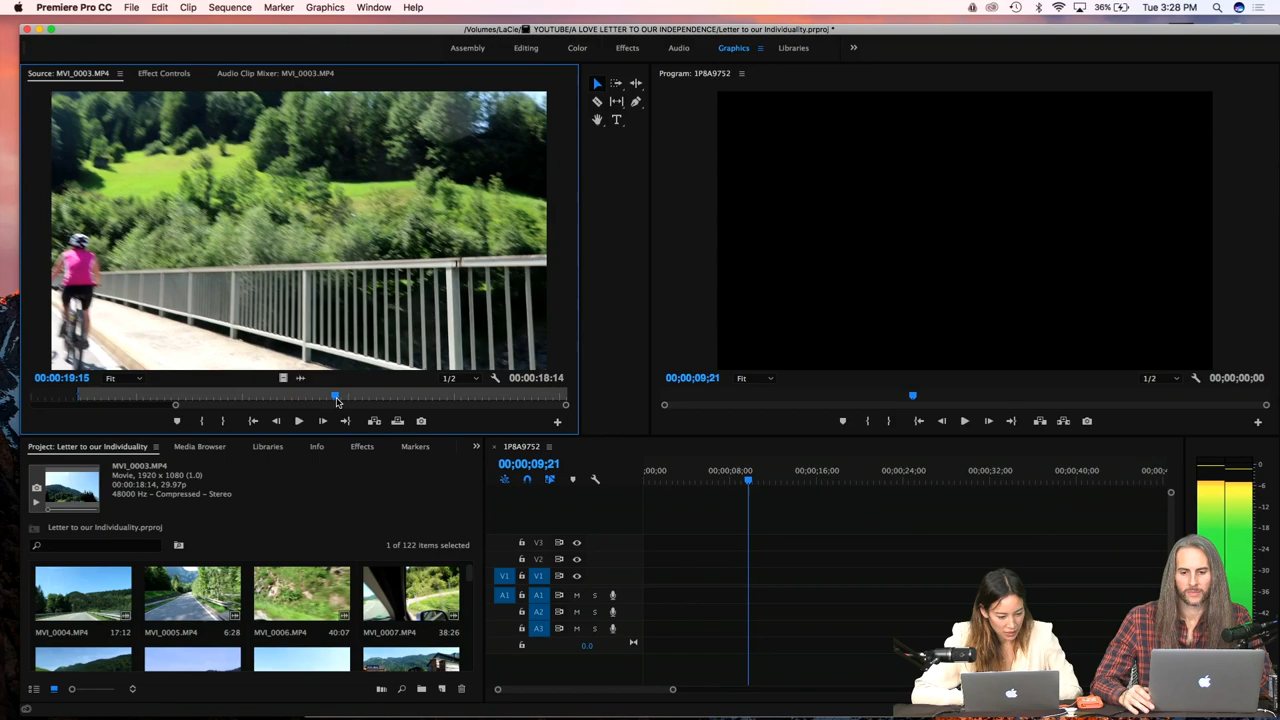 Premiere Pro CC File Edit Clip Sequence Marker Graphics Window Help 36% Tue 3:28 PM
/Volumes/LaCie/ YOUTUBE/A LOVE LETTER TO OUR INDEPENDENCE/Letter to our Individuality.prproj *
Assembly Editing Color Effects Audio Graphics Libraries
Source: MVI_0003.MP4 Effect Controls Audio Clip Mixer: MVI_0003.MP4
Program: 1P8A9752
T
00:00:19:15 Fit 1/2 00:00:18:14
00;00;09;21 Fit 1/2 00;00;00;00
Project: Letter to our Individuality Media Browser Libraries Info Effects Markers
MVI_0003.MP4
Movie, 1920 x 1080 (1.0)
00:00:18:14, 29.97p
48000 Hz - Compressed - Stereo
Letter to our Individuality.prproj
1 of 122 items selected
MVI_0004.MP4 17:12
MVI_0005.MP4 6:28
MVI_0006.MP4 40:07
MVI_0007.MP4 38:26
× 1P8A9752
00;00;09;21
;00;00 00;00;08;00 00;00;16;00 00;00;24;00 00;00;32;00 00;00;40;00 00;
V3
V2
V1 V1
A1 A1 M S
A2 M S
A3 M S
0.0
0
-6
-36